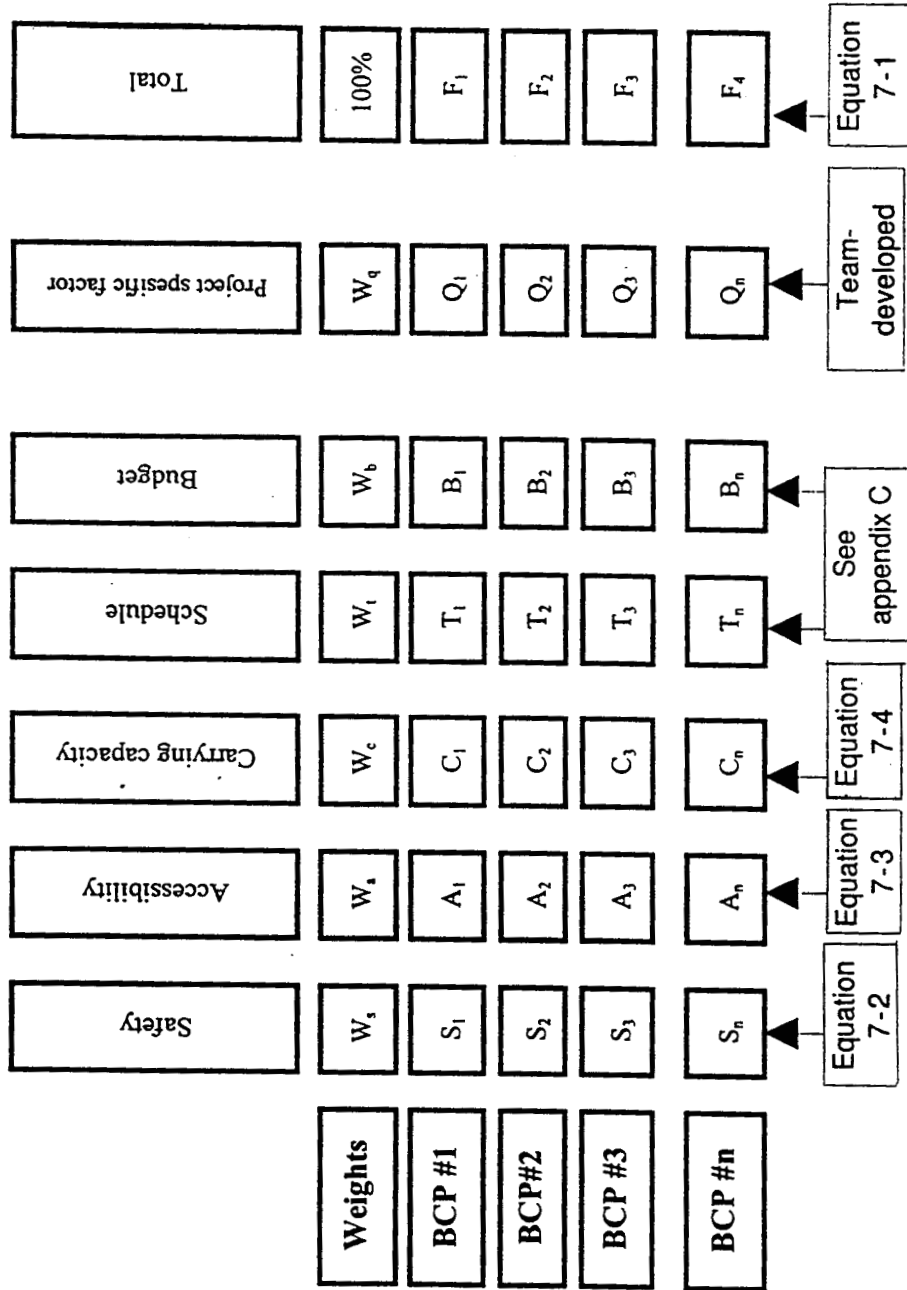 Safety
Accessibility
Carrying capacity
Schedule
Budget
Project spesific factor
Total
Weights
W_s
W_a
W_c
W_t
W_b
W_q
100%
BCP #1
S_1
A_1
C_1
T_1
B_1
Q_1
F_1
BCP#2
S_2
A_2
C_2
T_2
B_2
Q_2
F_2
BCP #3
S_3
A_3
C_3
T_3
B_3
Q_3
F_3
BCP #n
S_n
A_n
C_n
T_n
B_n
Q_n
F_4
Equation
7-2
Equation
7-3
Equation
7-4
See
appendix C
Team-
developed
Equation
7-1